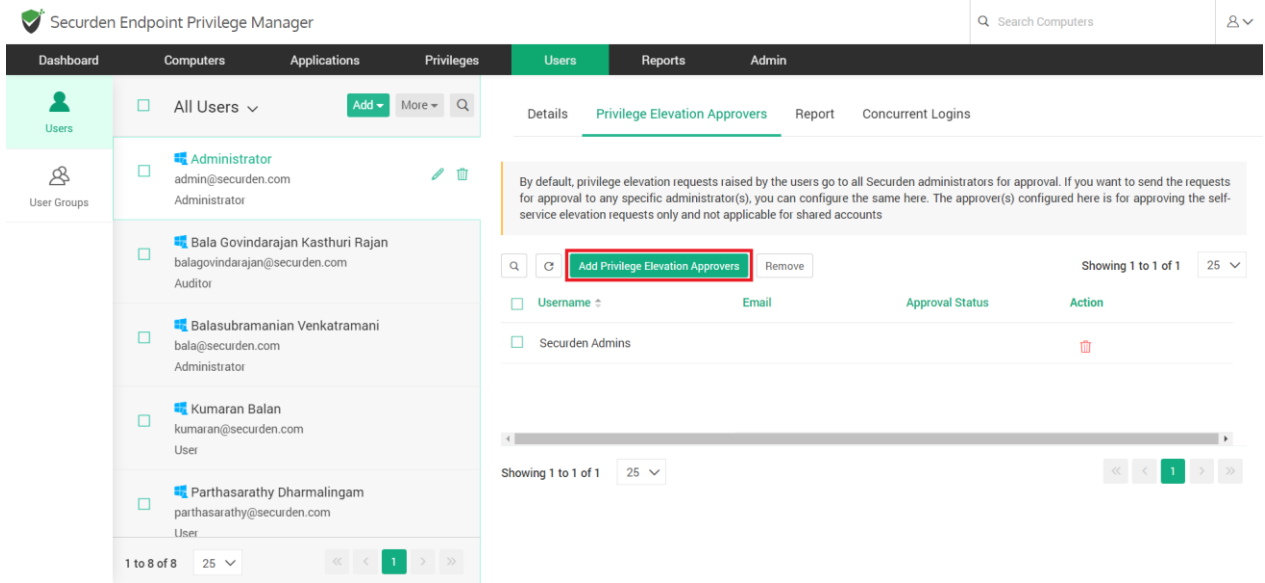 Securden Endpoint Privilege Manager
Search Computers
Dashboard
Computers
Applications
Privileges
Users
Reports
Admin
Users
User Groups
All Users
Add
More
Administrator
admin@securden.com
Administrator
Bala Govindarajan Kasthuri Rajan
balagovindarajan@securden.com
Auditor
Balasubramanian Venkatramani
bala@securden.com
Administrator
Kumaran Balan
kumaran@securden.com
User
Parthasarathy Dharmalingam
parthasarathy@securden.com
User
1 to 8 of 8
25
1
Details
Privilege Elevation Approvers
Report
Concurrent Logins
By default, privilege elevation requests raised by the users go to all Securden administrators for approval. If you want to send the requests
for approval to any specific administrator(s), you can configure the same here. The approver(s) configured here is for approving the self-
service elevation requests only and not applicable for shared accounts
Add Privilege Elevation Approvers
Remove
Showing 1 to 1 of 1
25
Username
Email
Approval Status
Action
Securden Admins
Showing 1 to 1 of 1
25
1